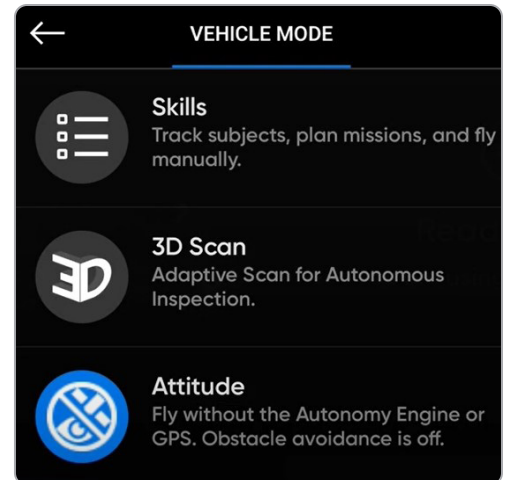 VEHICLE MODE
Skills
Track subjects, plan missions, and fly
manually.
3D
3D Scan
Adaptive Scan for Autonomous
Inspection.
Attitude
Fly without the Autonomy Engine or
GPS. Obstacle avoidance is off.